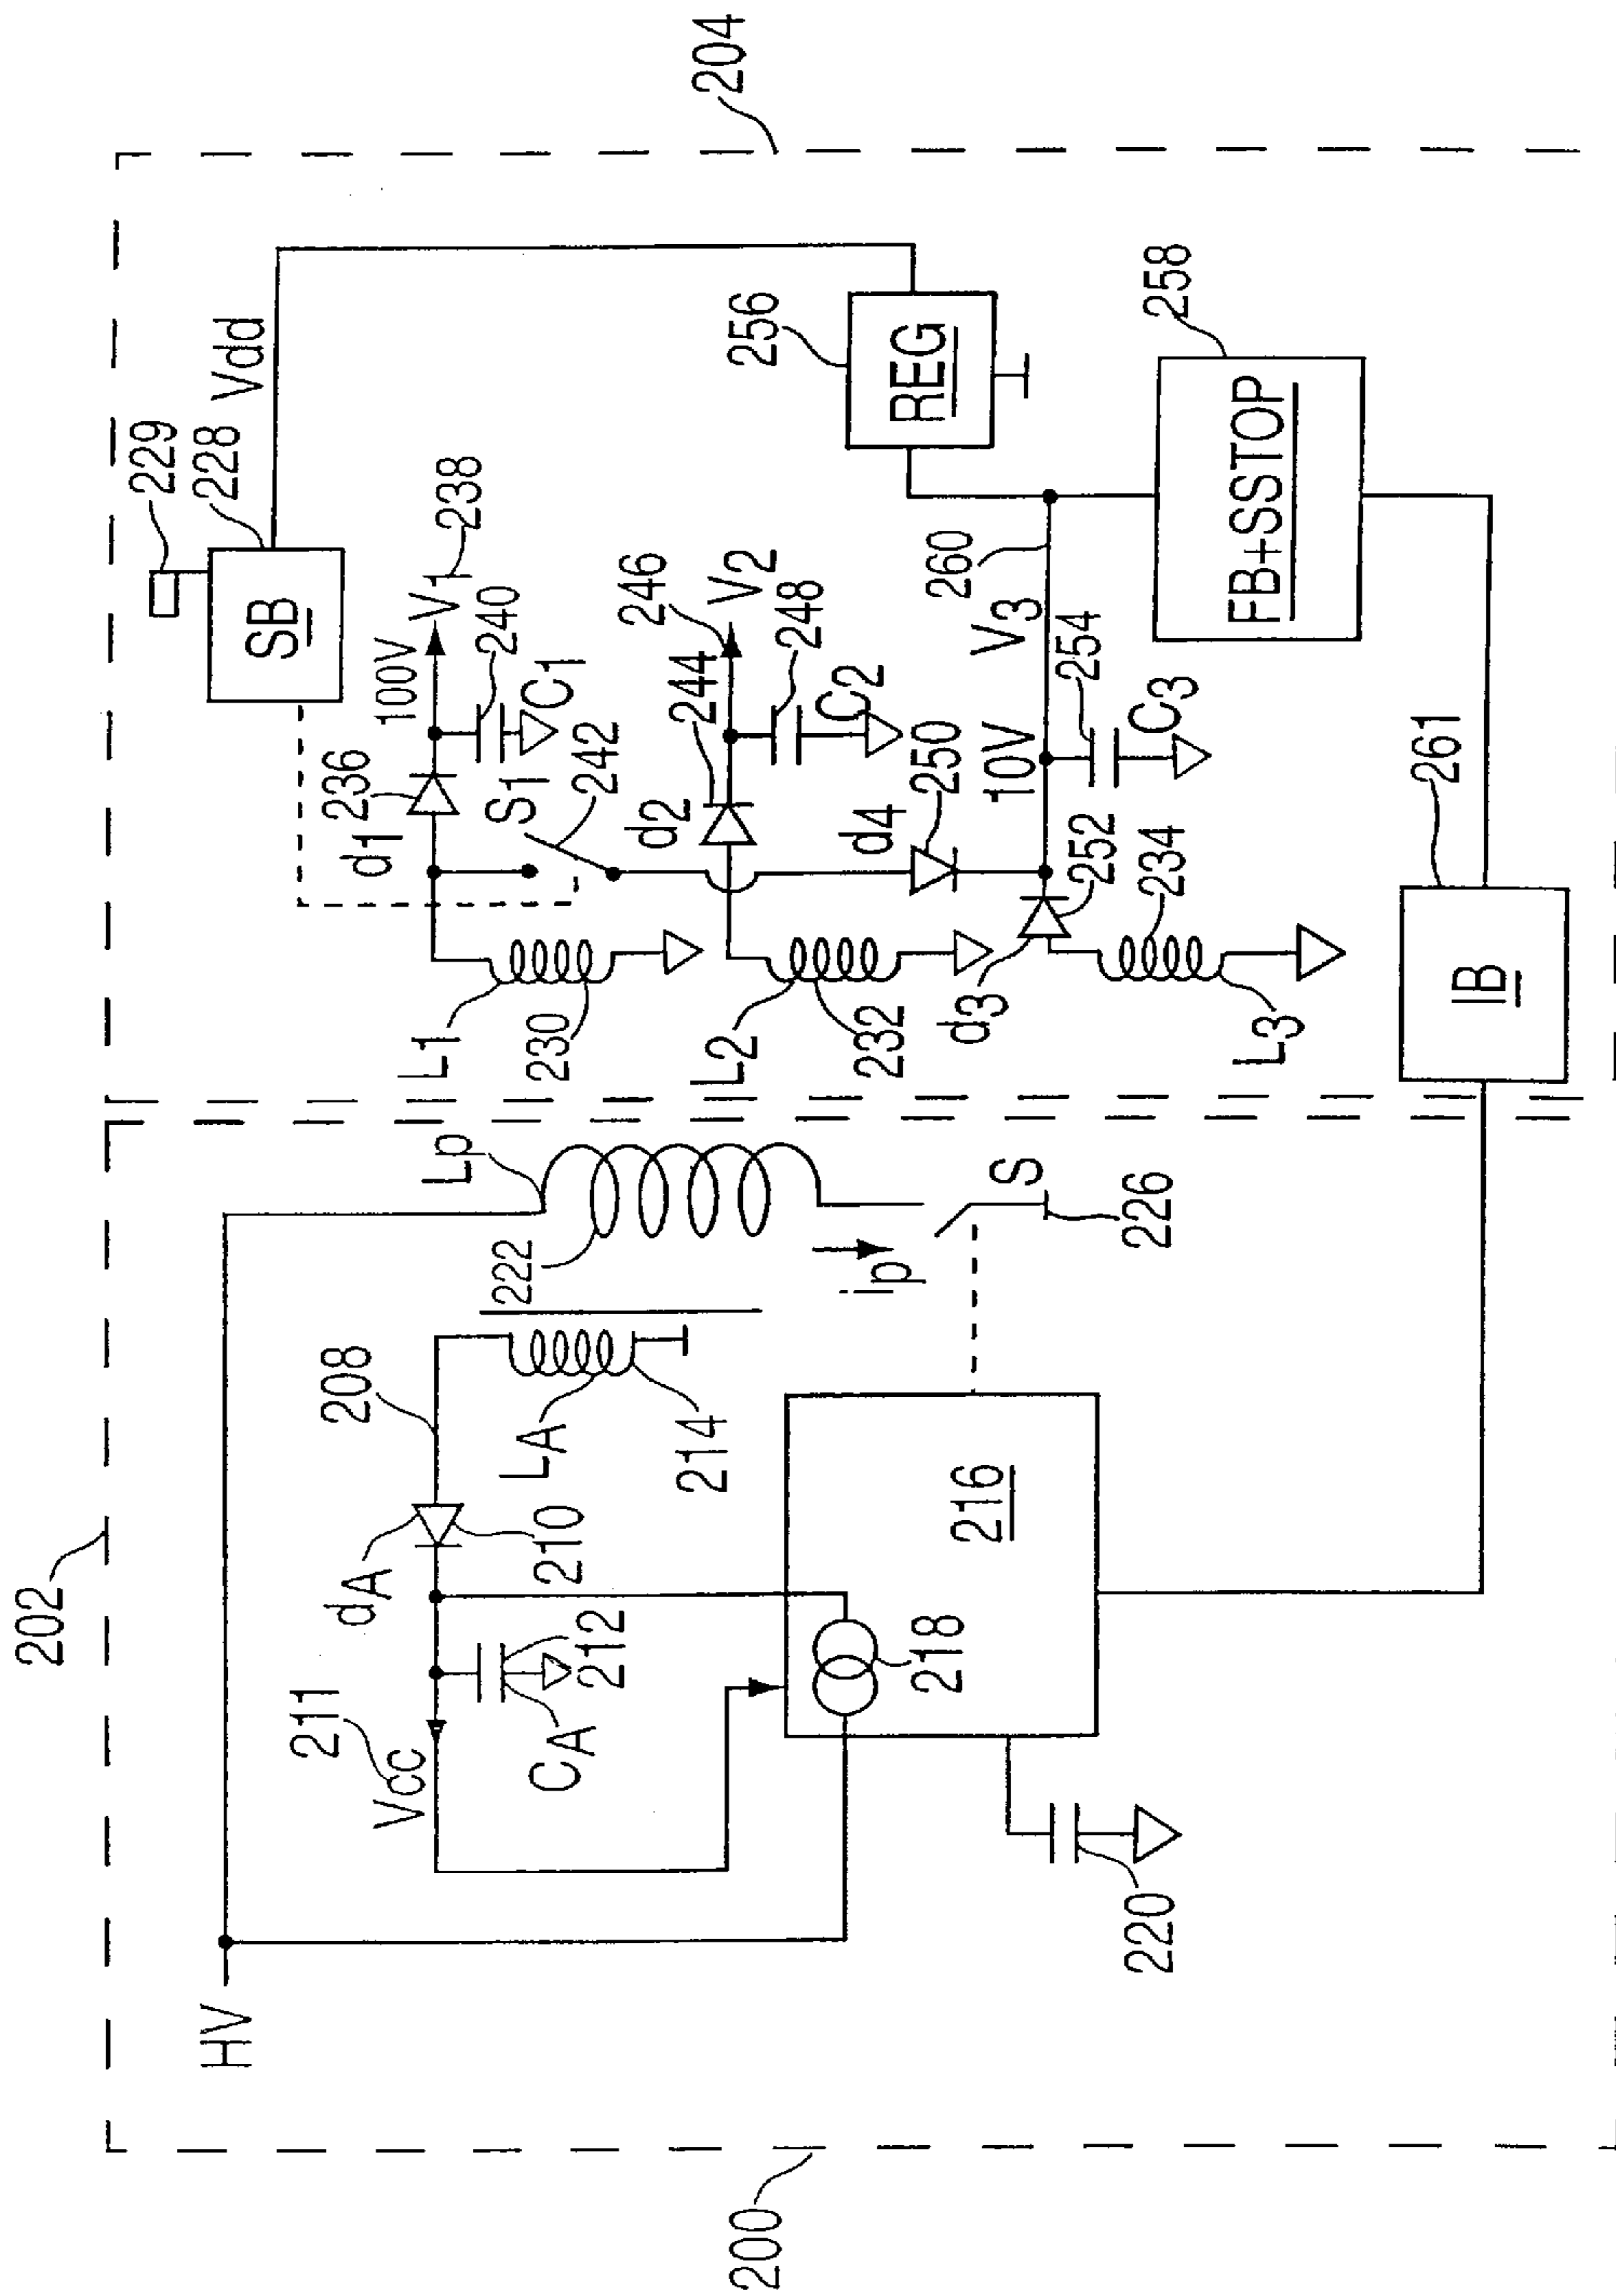 202
204
200
HV
211
Vcc
dA
208
210
CA
212
LA
214
222
Lp
ip
S
226
216
218
220
229
228
SB
Vdd
L1
230
d1
236
100V
V1
238
240
C1
S1
242
L2
232
d2
244
246
V2
248
C2
d4
250
d3
252
234
L3
10V
V3
260
254
C3
256
REG
258
FB+SSTOP
261
IB